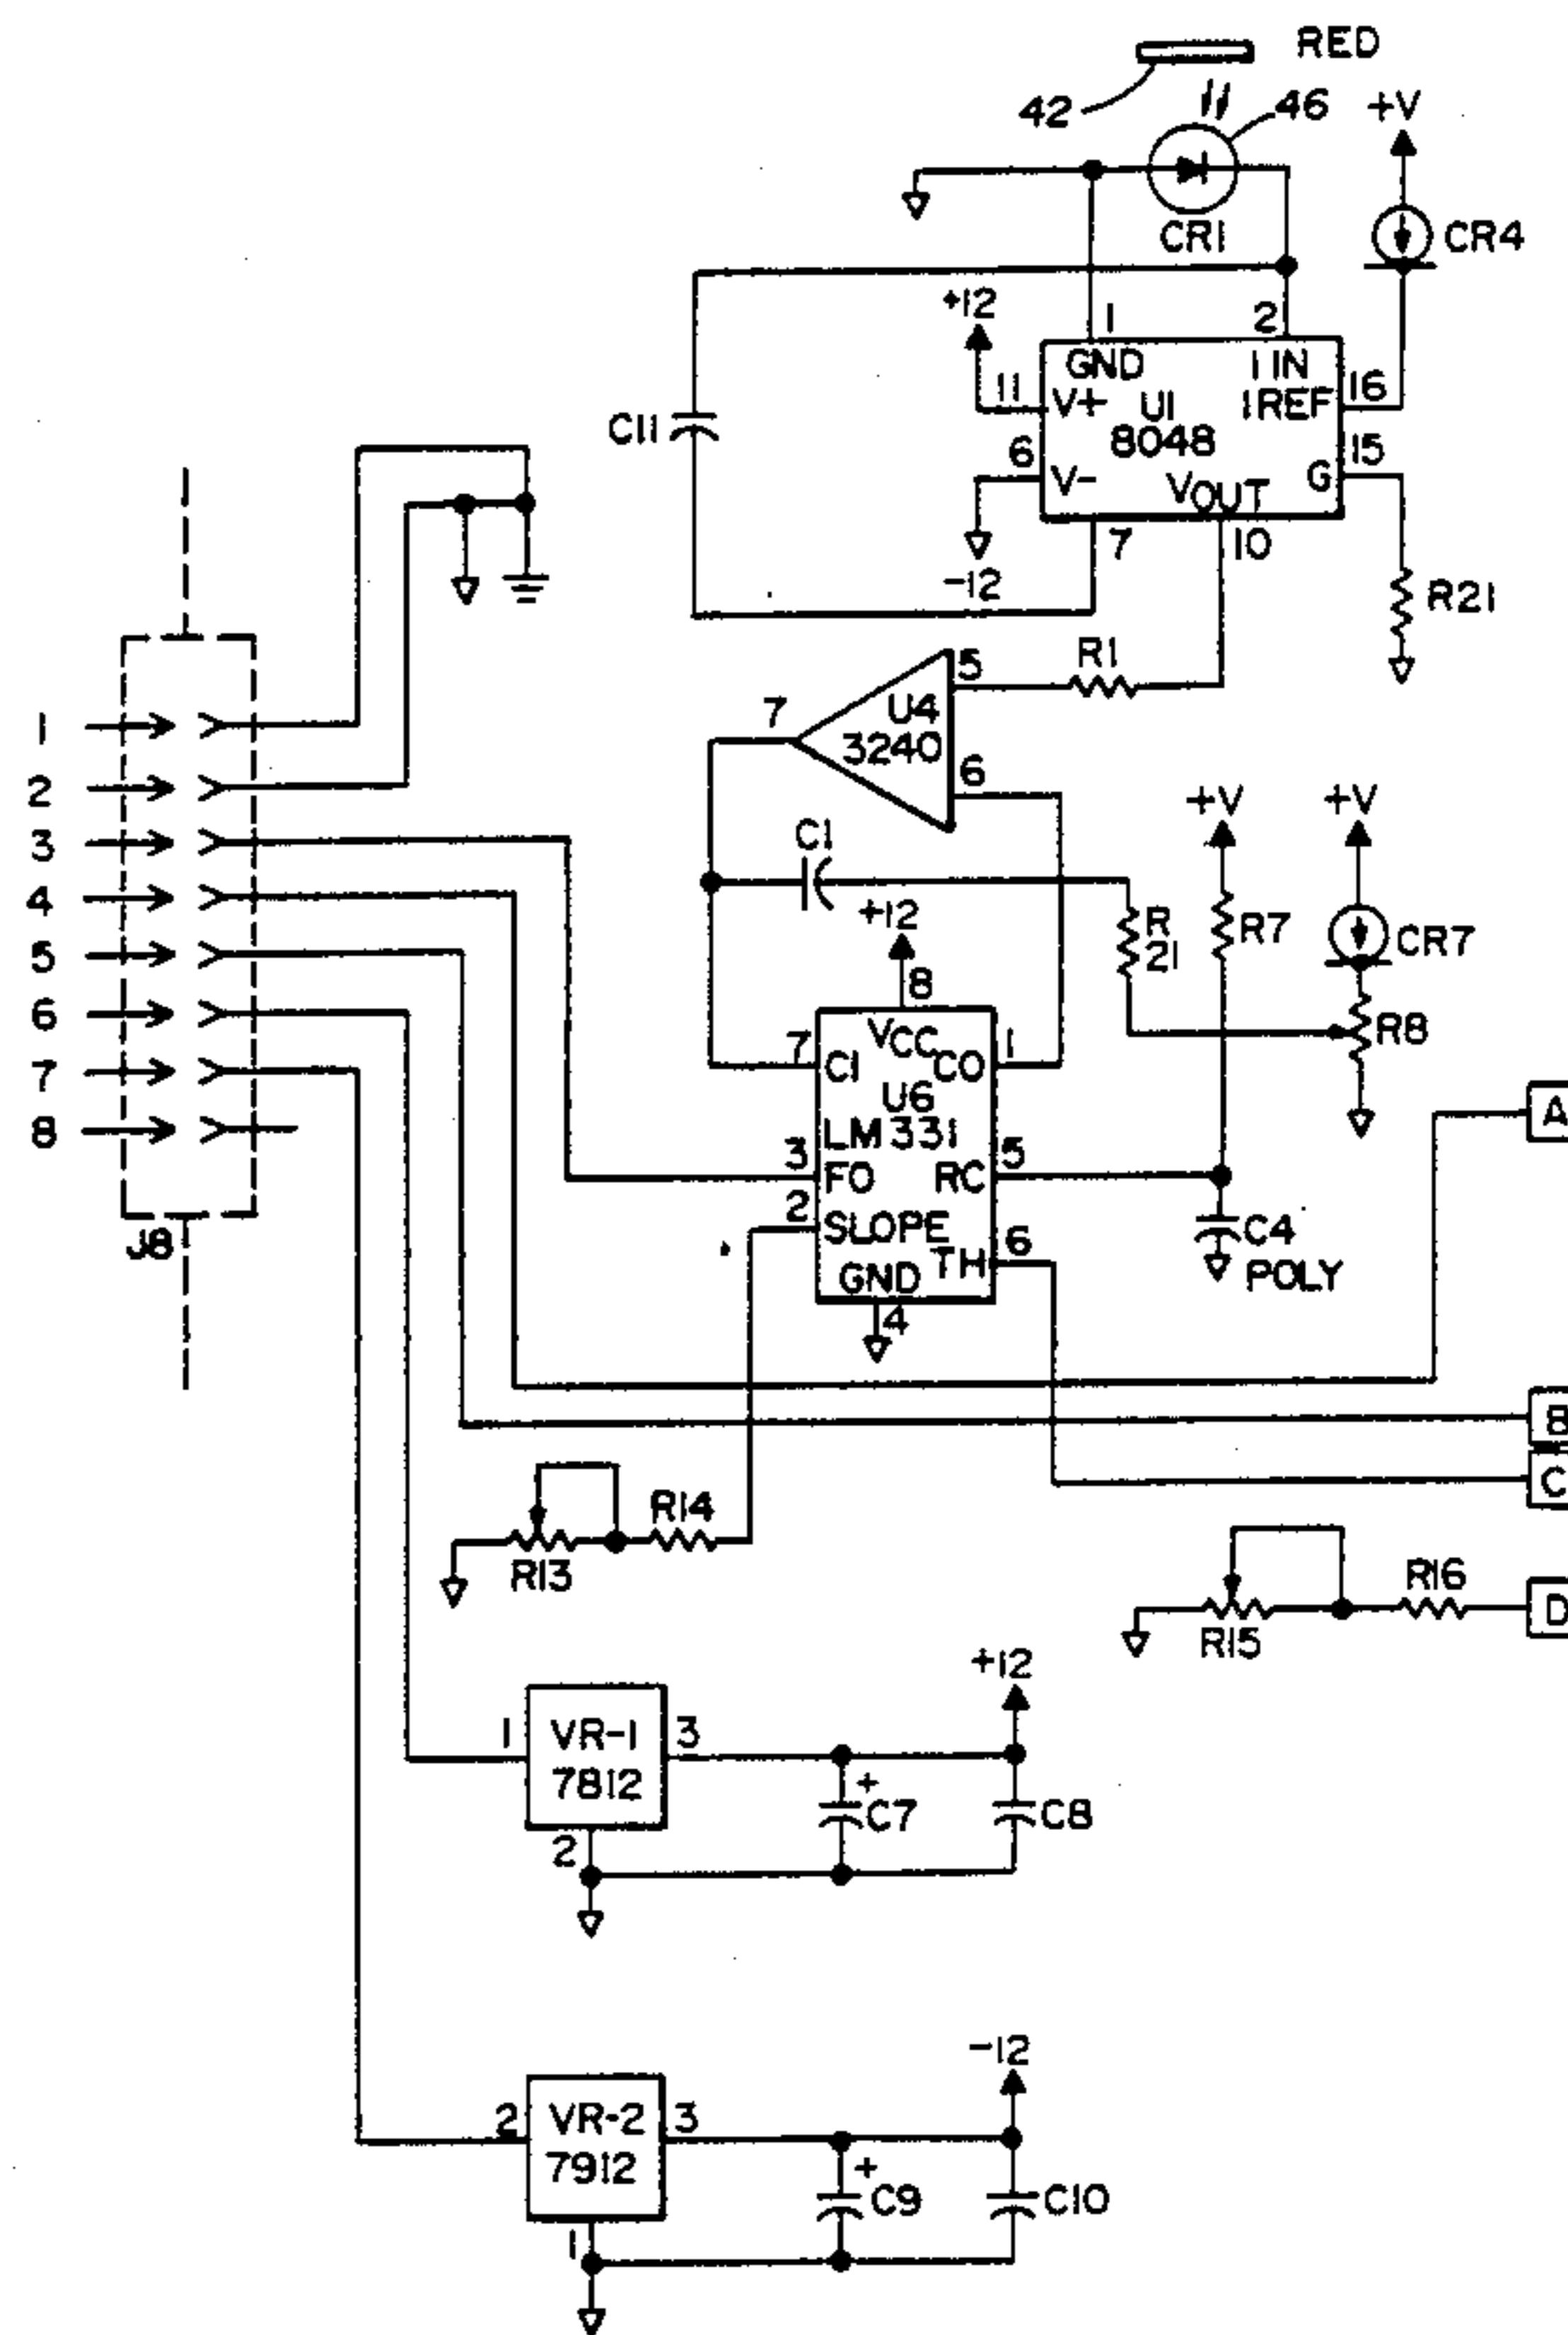 RED
42
46
+V
CR1
CR4
+12
1
2
GND
I IN
11
V+
U1
IREF
16
C11
8048
6
V-
G
15
VOUT
7
10
-12
R21
R1
5
7
U4
3240
6
1
2
3
4
5
6
7
8
J8
+V
+V
C1
+12
R
21
R7
CR7
8
R8
VCC
7
CI
CO
1
U6
LM331
3
FO
RC
5
2
SLOPE
TH
6
GND
4
C4
POLY
A
B
C
D
R14
R13
R16
R15
+12
1
VR-1
7812
3
2
+
C7
C8
-12
2
VR-2
7912
3
1
+
C9
C10